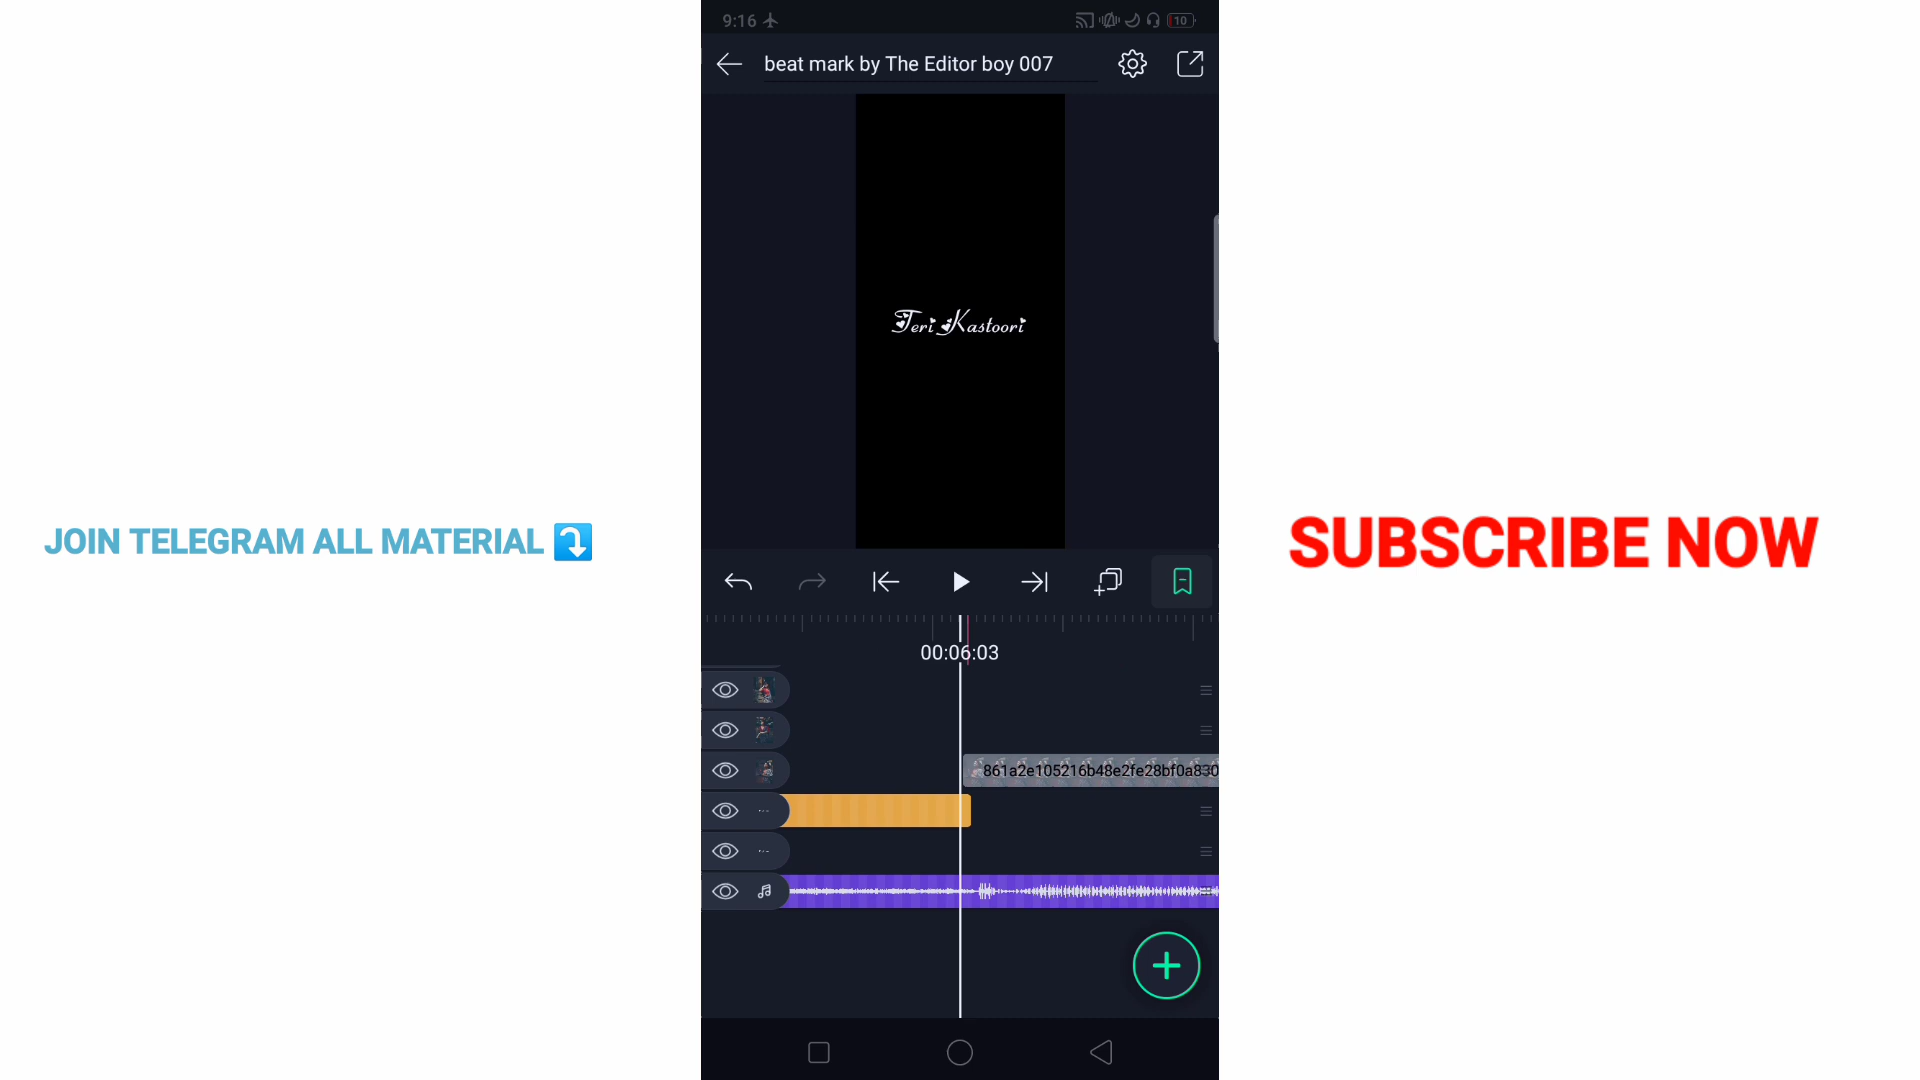 9:16
10
beat mark by The Editor boy 007
Teri Kastoori
JOIN TELEGRAM ALL MATERIAL
SUBSCRIBE NOW
00:06:03
861a2e105216b48e2fe28bf0a830